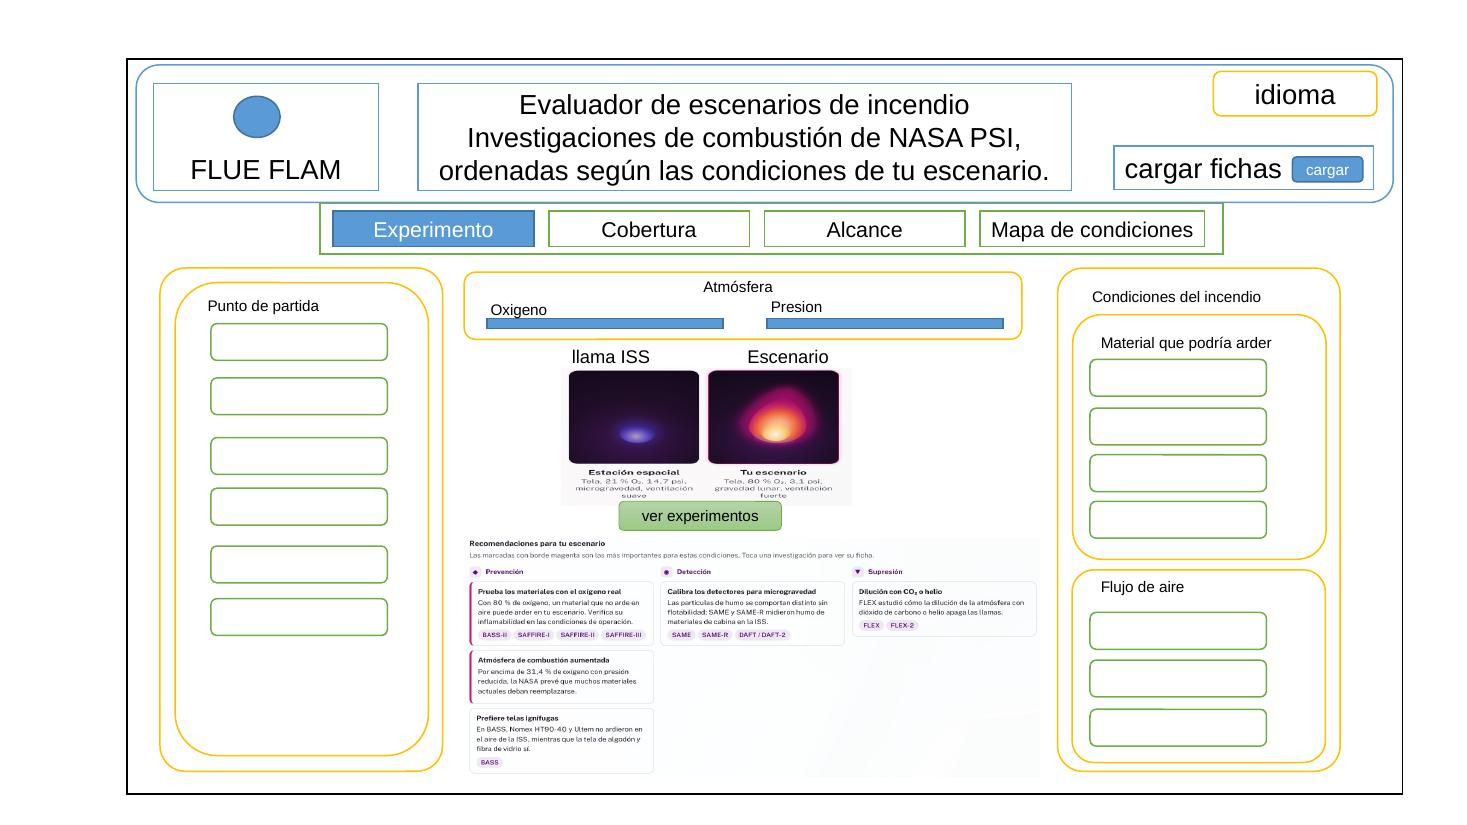 idioma
Evaluador de escenarios de incendio
Investigaciones de combustión de NASA PSI,
ordenadas según las condiciones de tu escenario.
FLUE FLAM
cargar fichas
cargar
Experimento
Cobertura
Alcance
Mapa de condiciones
Punto de partida
Atmósfera
Oxigeno
Presion
llama ISS
Escenario
Estación espacial
Tela, 21 % O₂, 14,7 psi,
microgravedad, ventilación
suave
Tu escenario
Tela, 80 % O₂, 3,1 psi,
gravedad lunar, ventilación
fuerte
ver experimentos
Recomendaciones para tu escenario
Las marcadas con borde magenta son las más importantes para estas condiciones. Toca una investigación para ver su ficha.
Prevención
Prueba los materiales con el oxígeno real
Con 80 % de oxígeno, un material que no arde en
aire puede arder en tu escenario. Verifica su
inflamabilidad en las condiciones de operación.
BASS-II SAFFIRE-I SAFFIRE-II SAFFIRE-III
Atmósfera de combustión aumentada
Por encima de 31,4 % de oxígeno con presión
reducida, la NASA prevé que muchos materiales
actuales deban reemplazarse.
Prefiere telas ignífugas
En BASS, Nomex HT90-40 y Ultem no ardieron en
el aire de la ISS, mientras que la tela de algodón y
fibra de vidrio sí.
BASS
Detección
Calibra los detectores para microgravedad
Las partículas de humo se comportan distinto sin
flotabilidad; SAME y SAME-R midieron humo de
materiales de cabina en la ISS.
SAME SAME-R DAFT / DAFT-2
Supresión
Dilución con CO₂ o helio
FLEX estudió cómo la dilución de la atmósfera con
dióxido de carbono o helio apaga las llamas.
FLEX FLEX-2
Condiciones del incendio
Material que podría arder
Flujo de aire